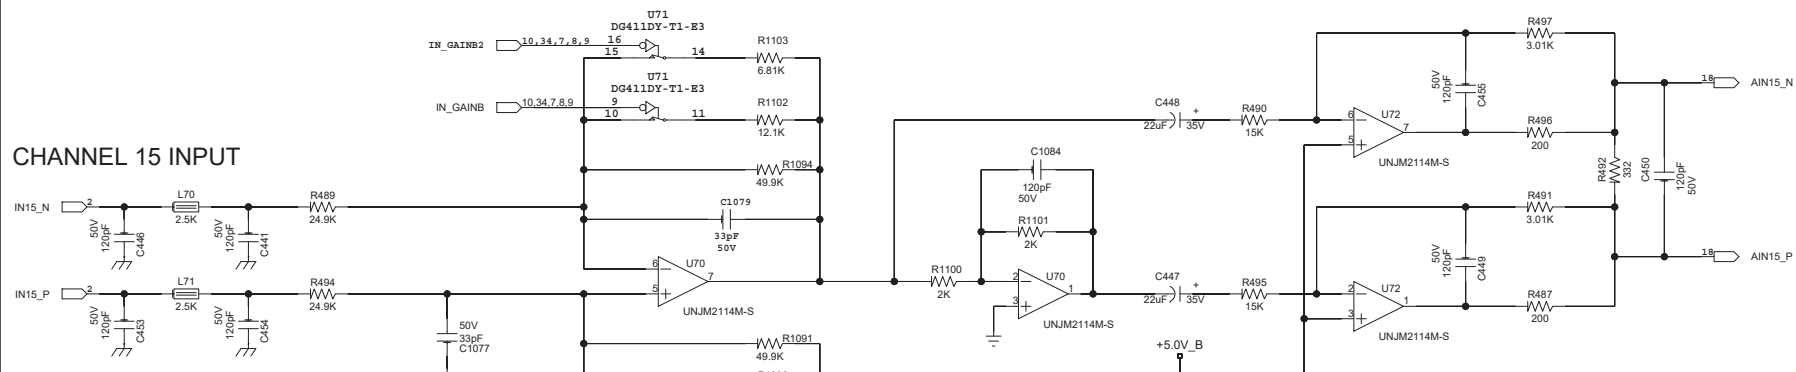 U71
DG411DY-T1-E3
IN_GAINB2
10,34,7,8,9
16
15
14
R1103
6.81K
U71
DG411DY-T1-E3
IN_GAINB
10,34,7,8,9
9
10
11
R1102
12.1K
CHANNEL 15 INPUT
R1094
49.9K
IN15_N
2
L70
2.5K
R489
24.9K
C1079
33pF
50V
50V
120pF
C446
50V
120pF
C441
IN15_P
2
L71
2.5K
R494
24.9K
6
5
U70
7
UNJM2114M-S
50V
120pF
C453
50V
120pF
C454
50V
33pF
C1077
R1091
49.9K
C1084
120pF
50V
R1101
2K
R1100
2K
2
3
U70
1
UNJM2114M-S
C448
22uF
+
35V
R490
15K
6
5
U72
7
UNJM2114M-S
50V
120pF
C455
R497
3.01K
R496
200
R492
332
C450
120pF
50V
18
AIN15_N
C447
22uF
+
35V
R495
15K
2
3
U72
1
UNJM2114M-S
50V
120pF
C449
R491
3.01K
R487
200
18
AIN15_P
+5.0V_B